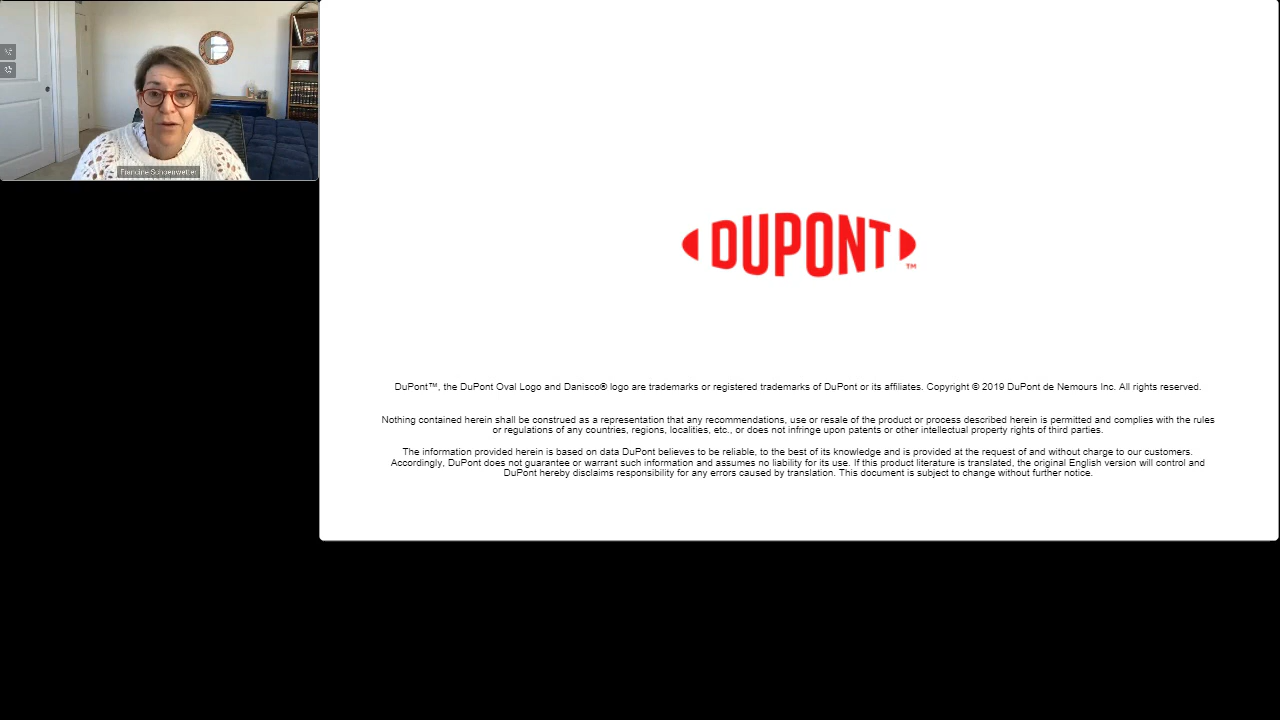 Francine Schoenwetter
DUPONT
TM
DuPont™, the DuPont Oval Logo and Danisco® logo are trademarks or registered trademarks of DuPont or its affiliates. Copyright © 2019 DuPont de Nemours Inc. All rights reserved.
Nothing contained herein shall be construed as a representation that any recommendations, use or resale of the product or process described herein is permitted and complies with the rules
or regulations of any countries, regions, localities, etc., or does not infringe upon patents or other intellectual property rights of third parties.
The information provided herein is based on data DuPont believes to be reliable, to the best of its knowledge and is provided at the request of and without charge to our customers.
Accordingly, DuPont does not guarantee or warrant such information and assumes no liability for its use. If this product literature is translated, the original English version will control and
DuPont hereby disclaims responsibility for any errors caused by translation. This document is subject to change without further notice.